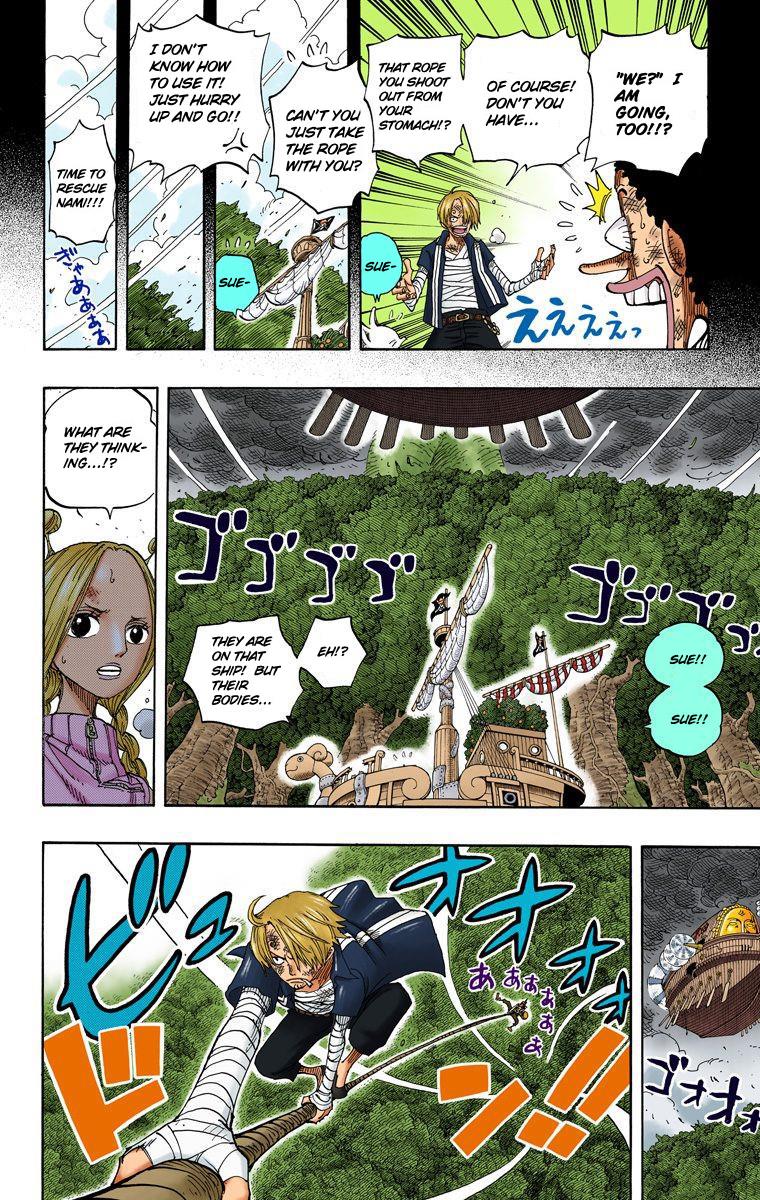 "WE?" I
AM
GOING,
TOO!!?
OF COURSE!
DON'T YOU
HAVE...
THAT ROPE
YOU SHOOT
OUT FROM
YOUR
STOMACH!?
SUE-
えええぇっ
CAN'T YOU
JUST TAKE
THE ROPE
WITH YOU?
SUE-
I DON'T
KNOW HOW
TO USE IT!
JUST HURRY
UP AND GO!!
TIME TO
RESCUE
NAMI!!!
ぎゃああああ
ゴゴゴゴ
ゴゴゴゴ
SUE!!
SUE!!
EH!?
THEY ARE
ON THAT
SHIP! BUT
THEIR
BODIES...
WHAT ARE
THEY THINK-
ING...!?
ゴォオオオ
ビュオオオオ
あああああああ
ドン!!